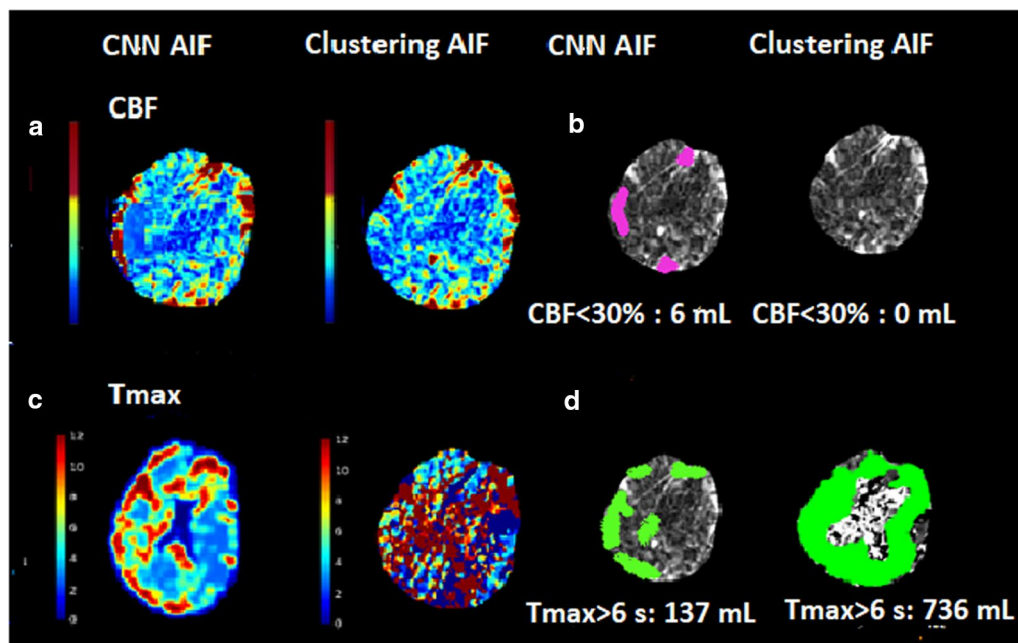 CNN AIF Clustering AIF CNN AIF Clustering AIF
CBF
a
b
CBF<30% : 6 mL CBF<30% : 0 mL
Tmax
c
d
12
10
8
6
4
2
0
12
10
8
6
4
2
0
Tmax>6 s: 137 mL Tmax>6 s: 736 mL